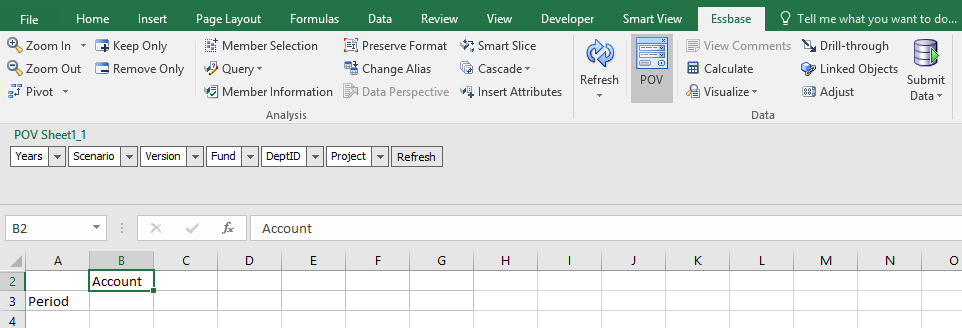 File Home Insert Page Layout Formulas Data Review View Developer Smart View Essbase Tell me what you want to do...
Zoom In Keep Only Member Selection Preserve Format Smart Slice View Comments Drill-through
Zoom Out Remove Only Query Change Alias Cascade Refresh POV Calculate Linked Objects Submit
Pivot Member Information Data Perspective Insert Attributes Visualize Adjust Data
Analysis Data
POV Sheet1_1
Years Scenario Version Fund DeptID Project Refresh
B2 fx Account
A B C D E F G H I J K L M N O
2 Account
3 Period
4